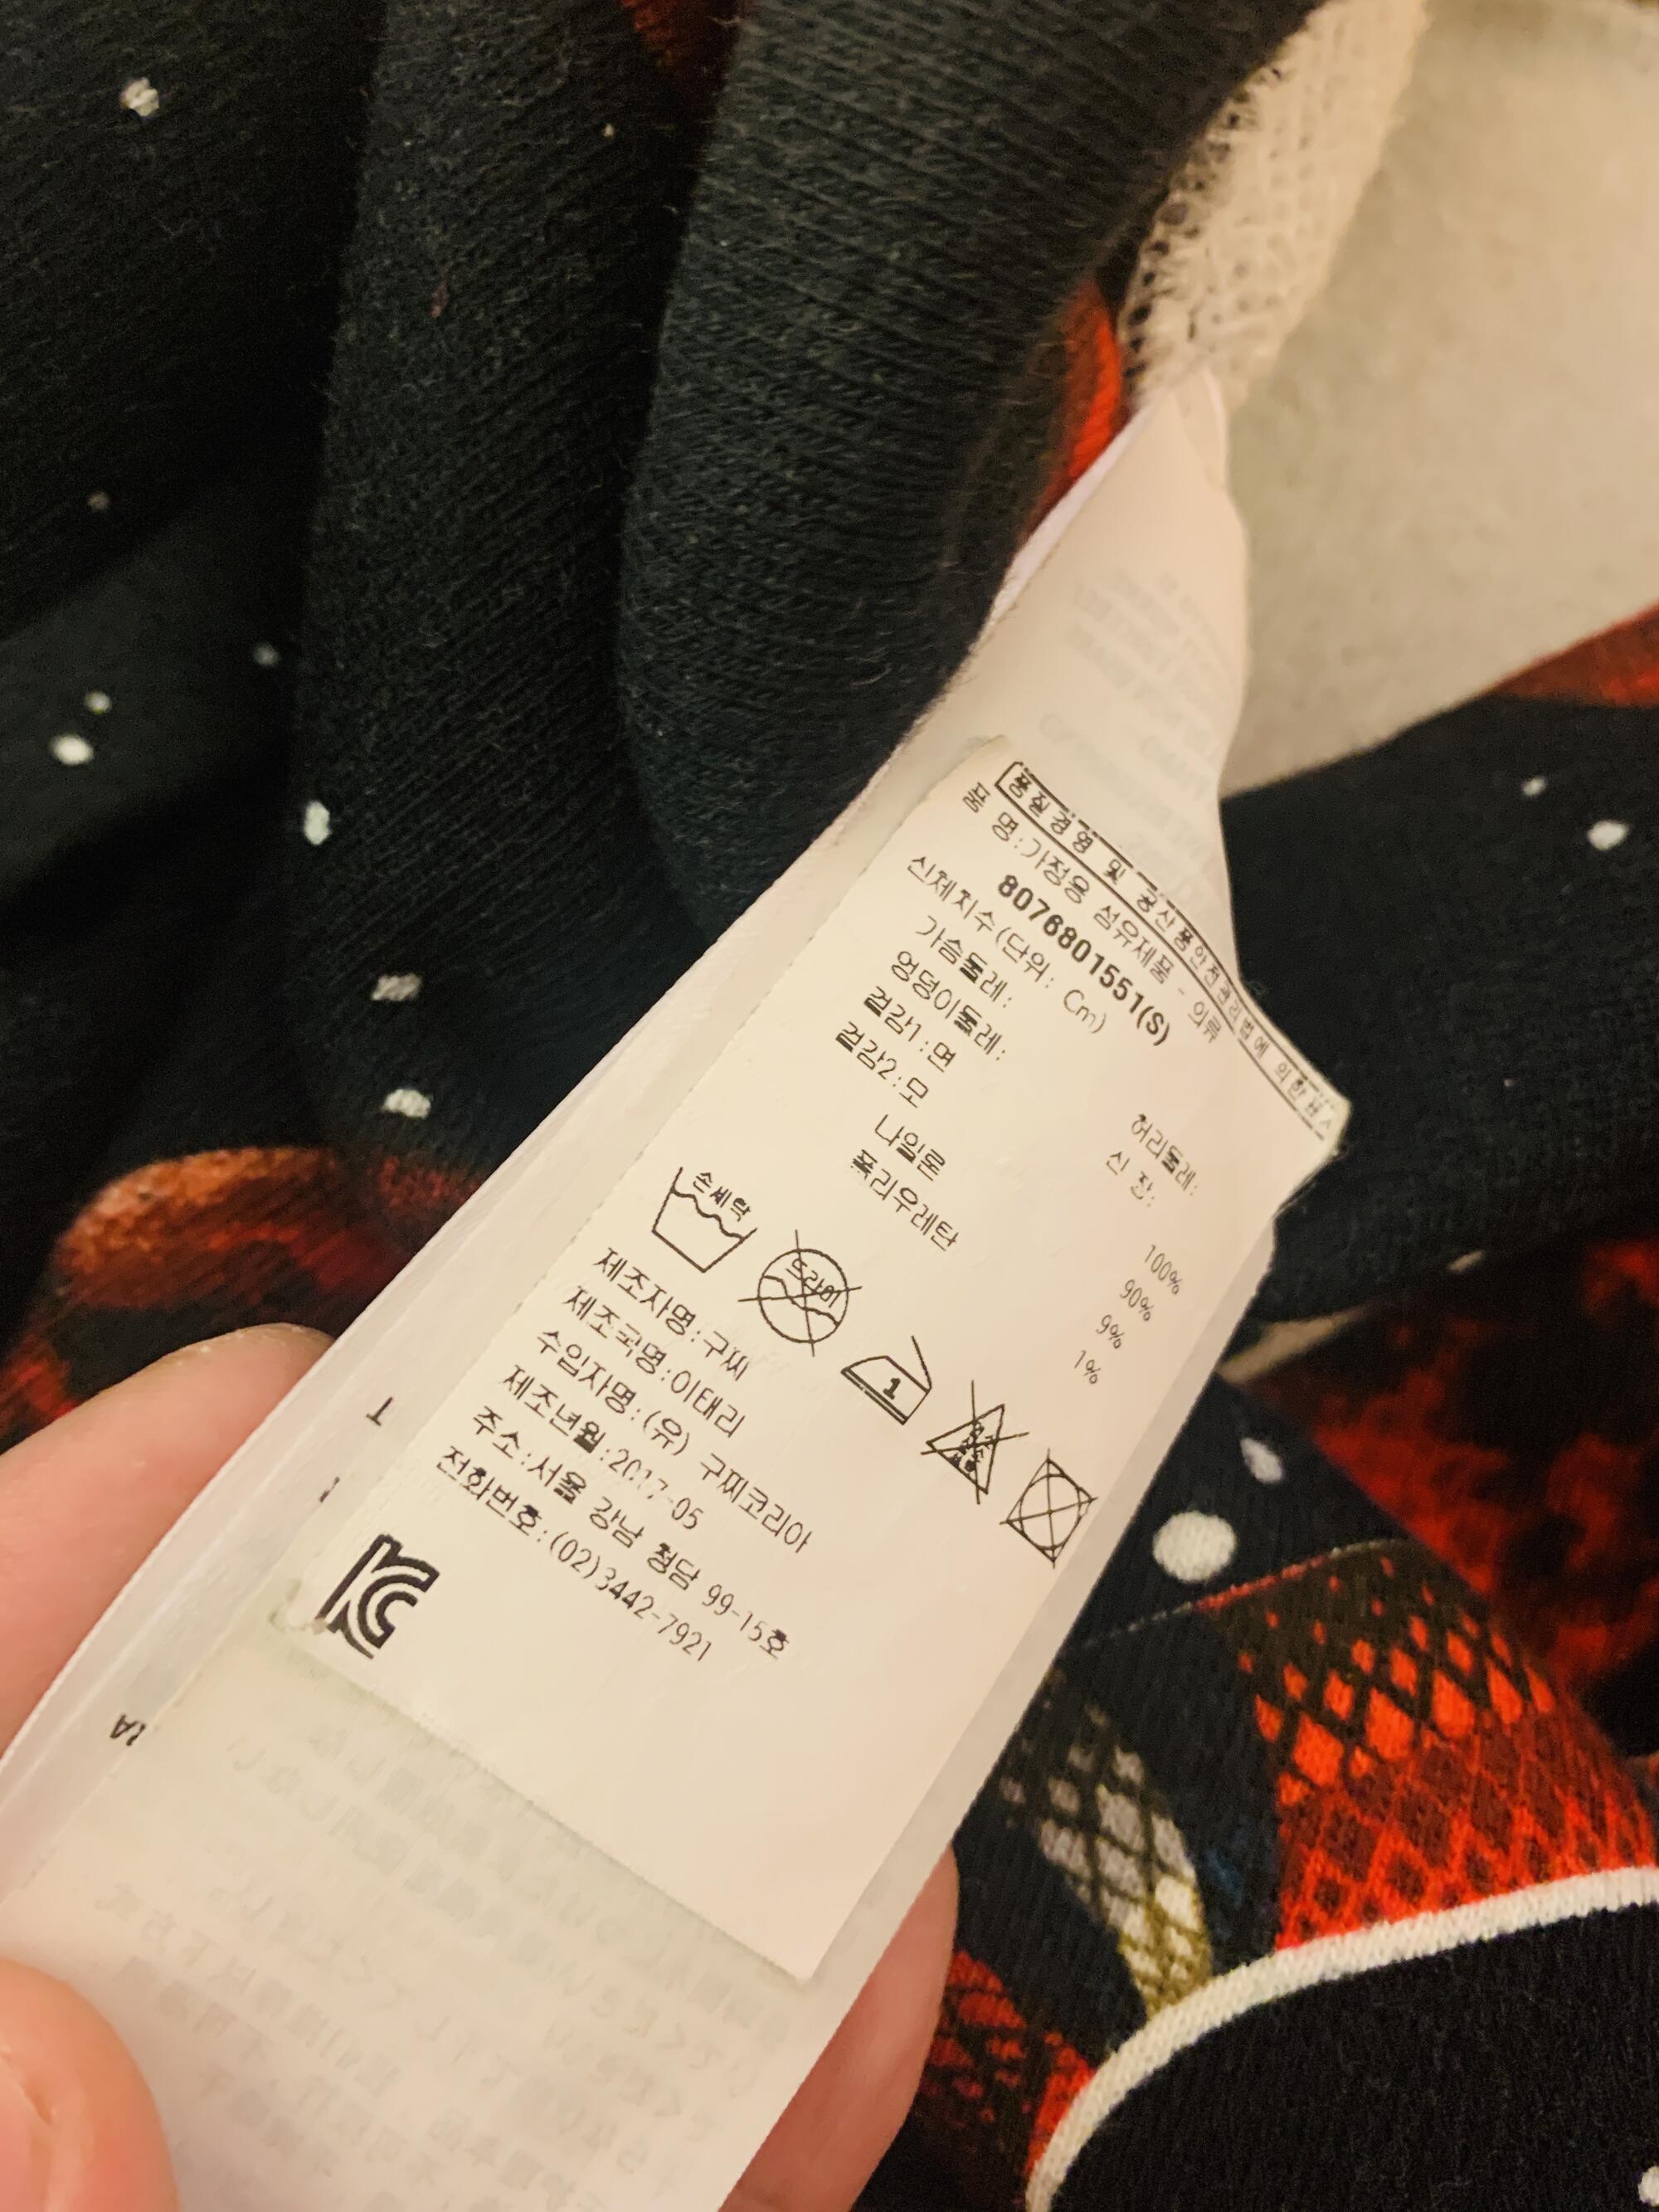 품질경영 및 공산품안전관리법에 의한표시
품 명:가정용 섬유제품 - 의류
8076801551(S)
신체지수(단위: Cm)
가슴둘레: 허리둘레:
엉덩이둘레: 신 장:
겉감1:면 100%
겉감2:모 90%
나일론 9%
폴리우레탄 1%
손세탁
드라이
1
제조자명:구찌
제조국명:이태리
수입자명:(유) 구찌코리아
제조년월:2017-05
주소:서울 강남 청담 99-15호
전화번호:(02)3442-7921